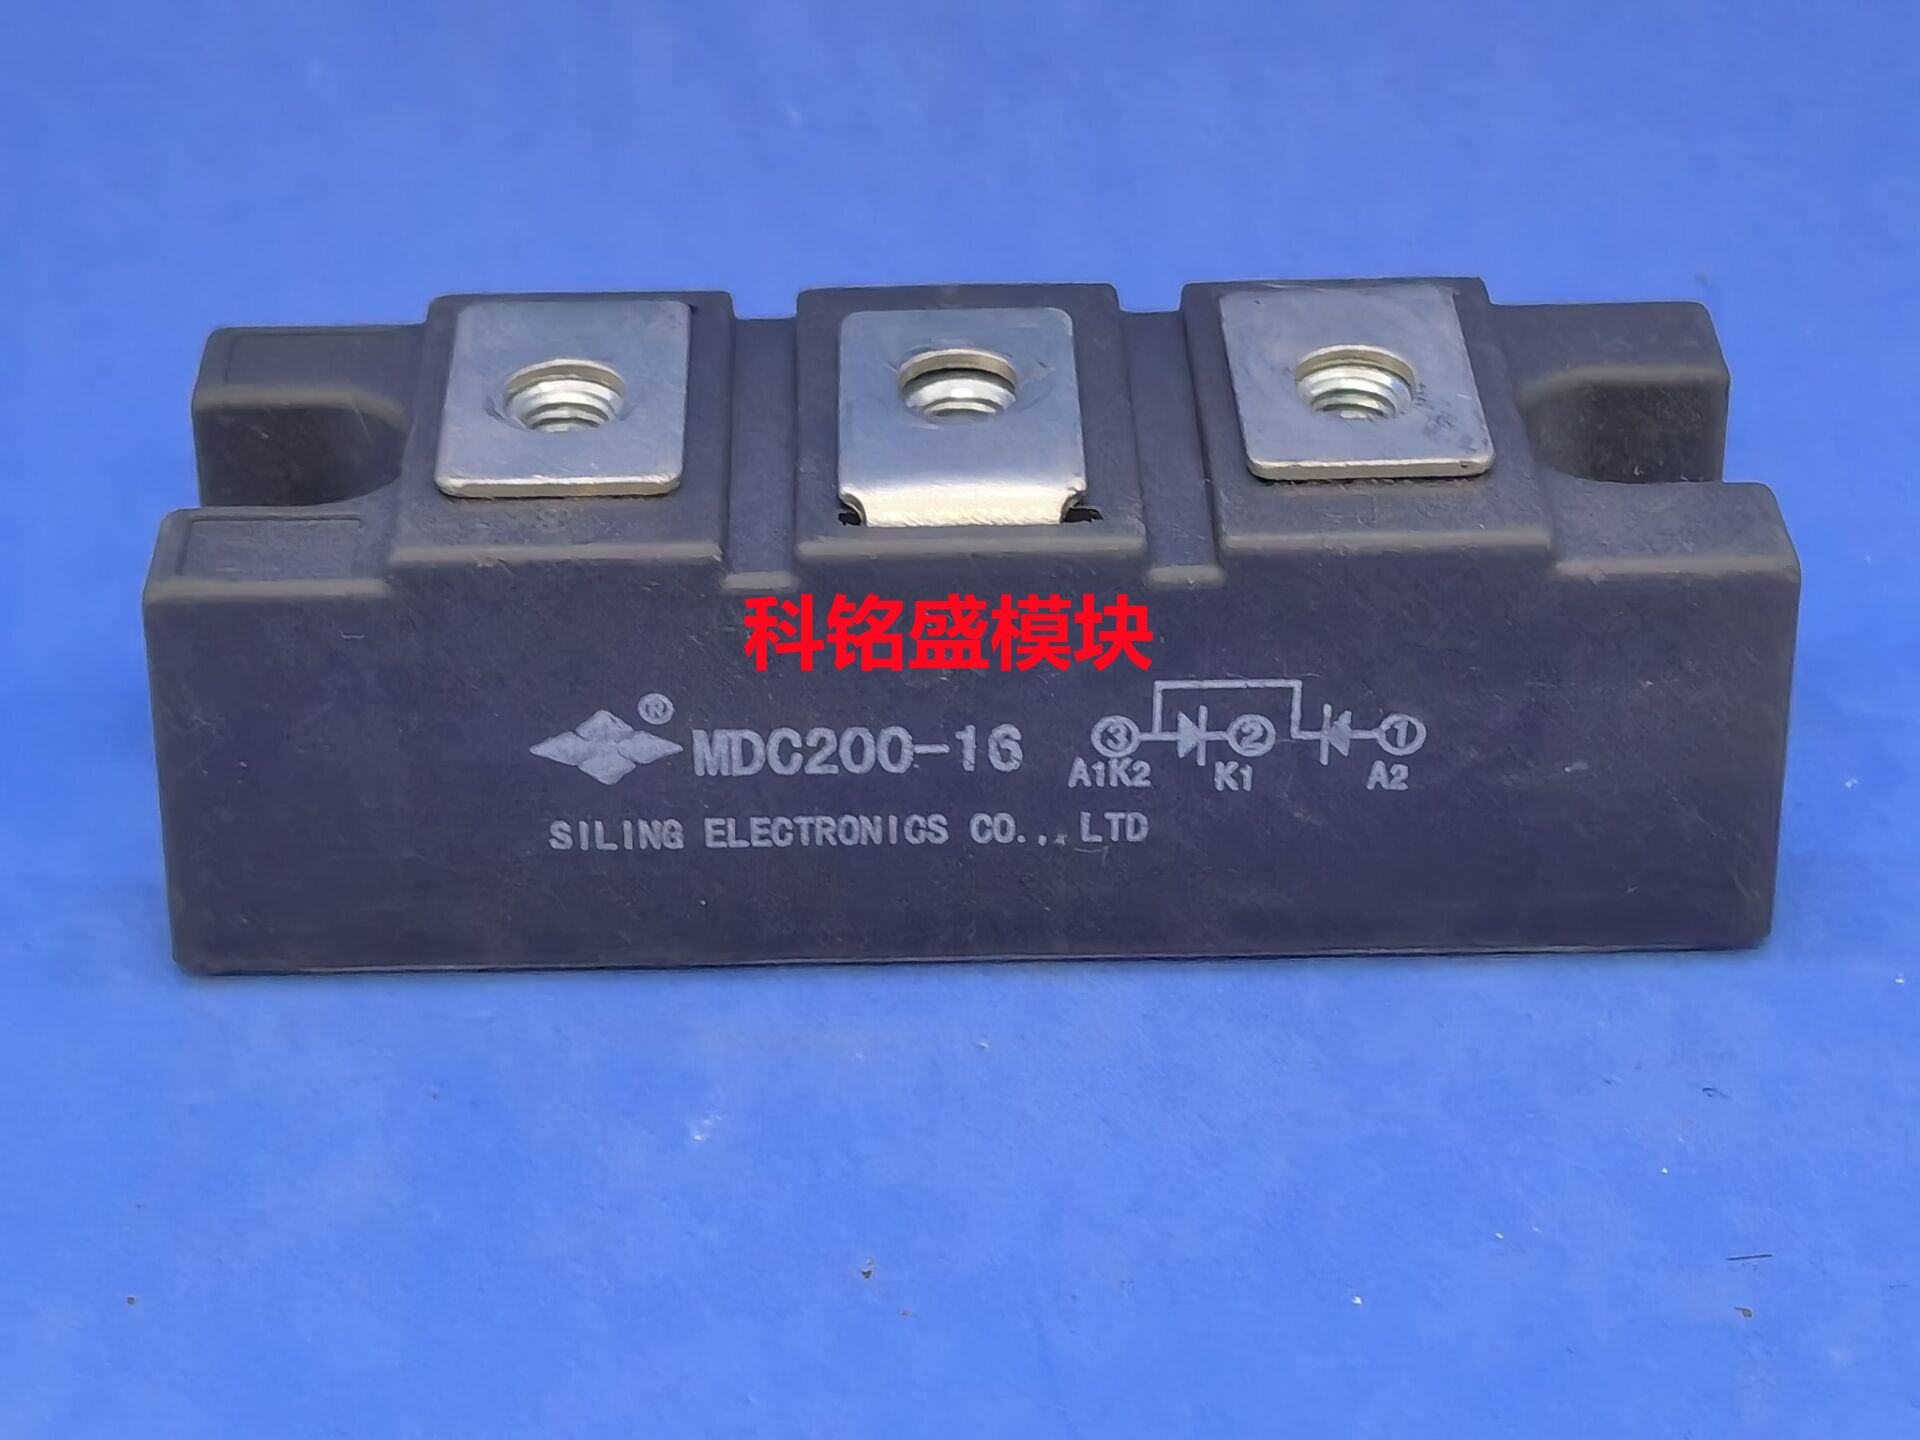 科铭盛模块
® MDC200-16
3 2 1
A1K2 K1 A2
SILING ELECTRONICS CO.., LTD